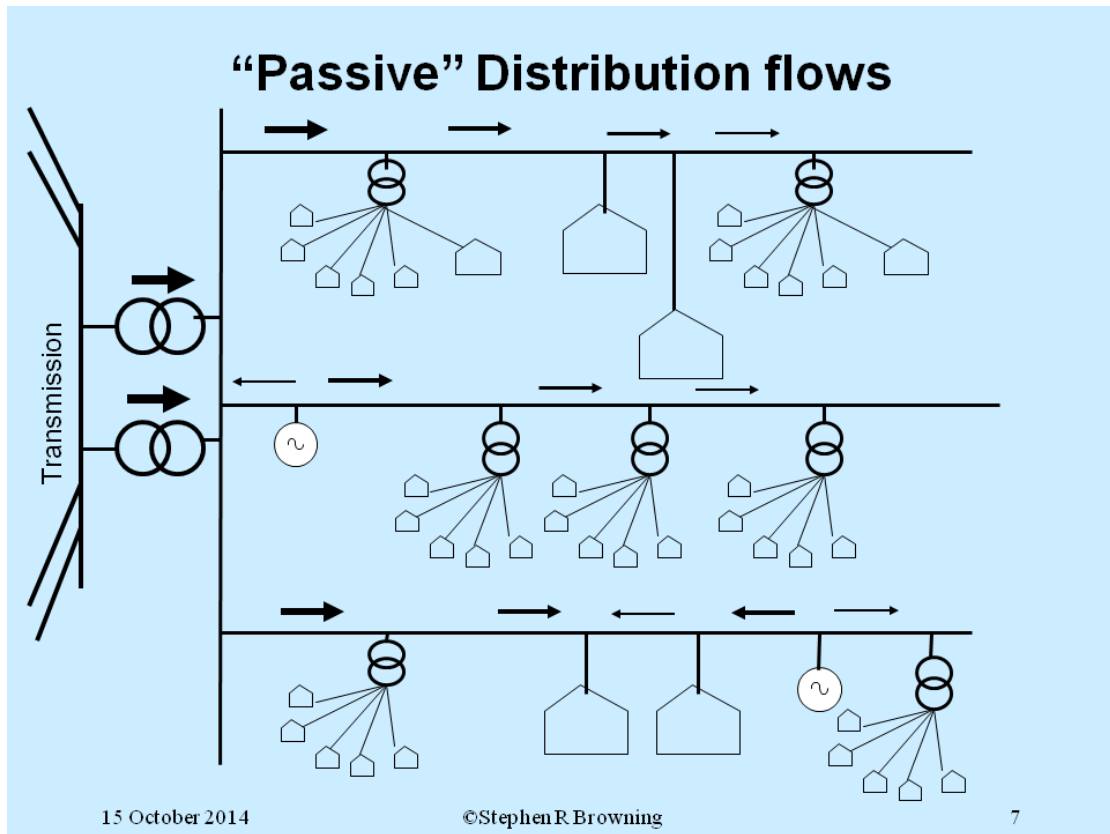 “Passive” Distribution flows
Transmission
15 October 2014
©Stephen R Browning
7